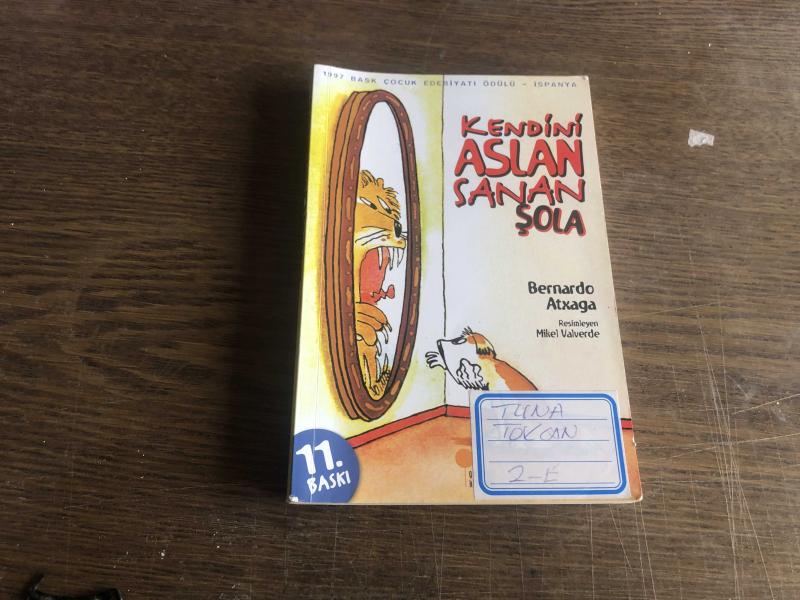 1997 BASK ÇOCUK EDEBİYATI ÖDÜLÜ - İSPANYA
KENDİNİ
ASLAN
SANAN
ŞOLA
Bernardo
Atxaga
Resimleyen
Mikel Valverde
TUNA
TOKCAN
2-E
11.
BASKI